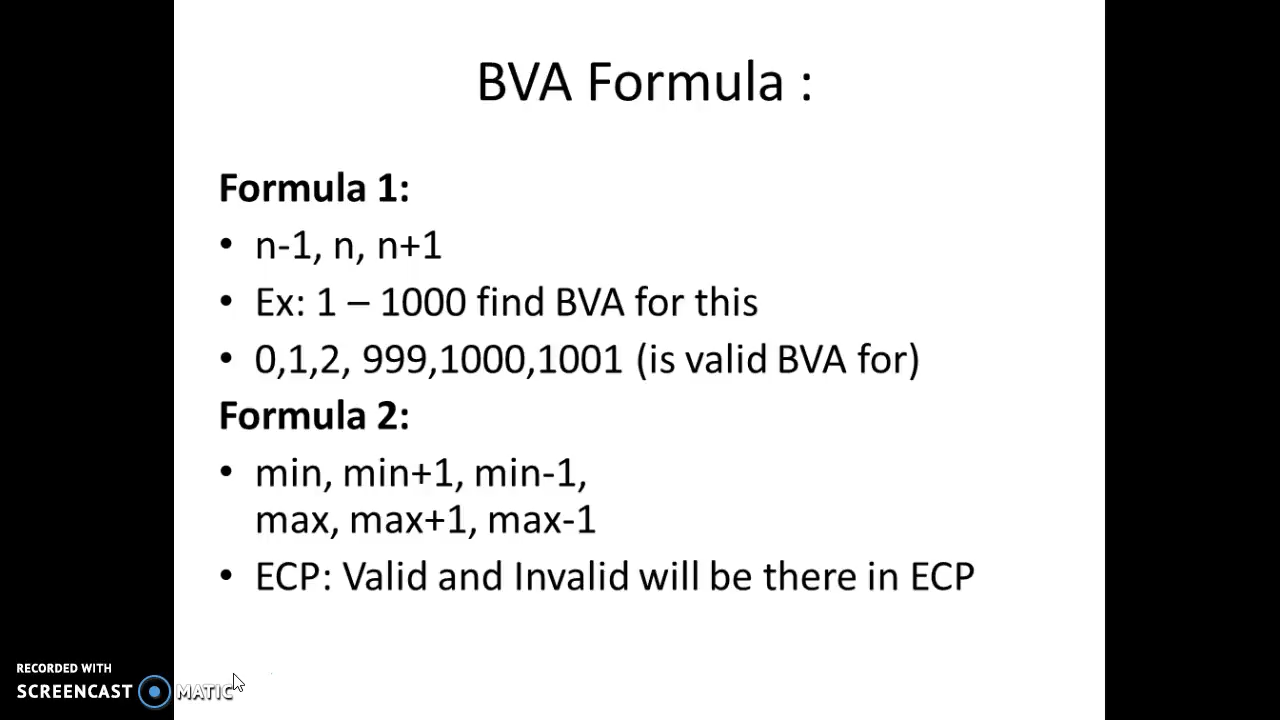 BVA Formula :
Formula 1:
• n-1, n, n+1
• Ex: 1 – 1000 find BVA for this
• 0,1,2, 999,1000,1001 (is valid BVA for)
Formula 2:
• min, min+1, min-1,
max, max+1, max-1
• ECP: Valid and Invalid will be there in ECP
RECORDED WITH
SCREENCAST MATIC